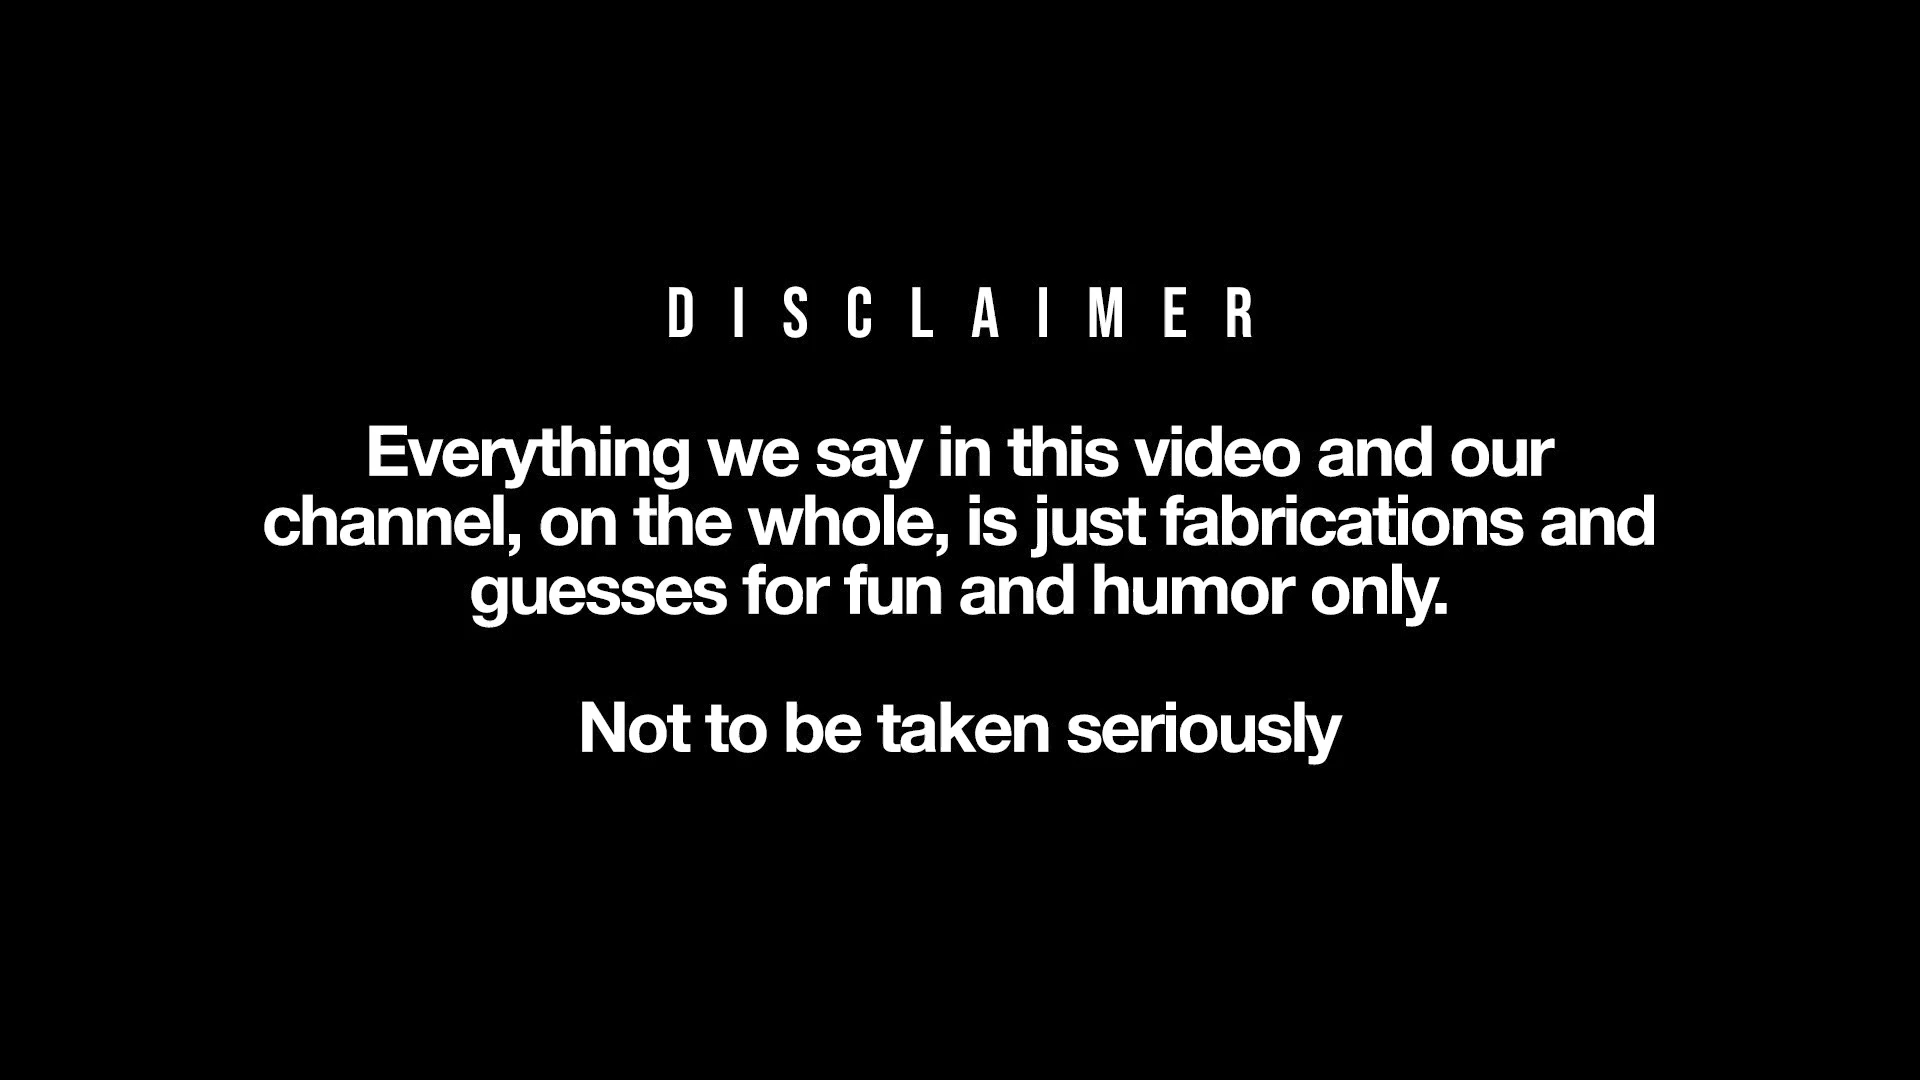 DISCLAIMER
Everything we say in this video and our
channel, on the whole, is just fabrications and
guesses for fun and humor only.
Not to be taken seriously